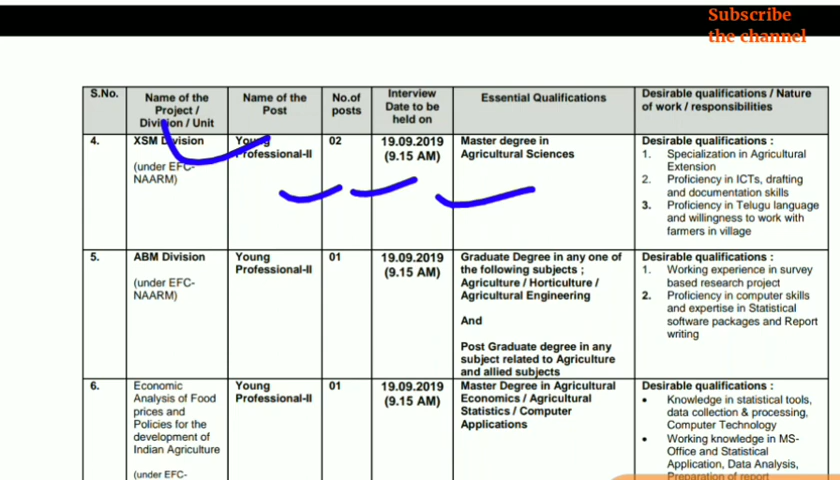 Subscribe
the channel
S.No.
Name of the
Project /
Division / Unit
Name of the
Post
No.of
posts
Interview
Date to be
held on
Essential Qualifications
Desirable qualifications / Nature
of work / responsibilities
4.
XSM Division
(under EFC-
NAARM)
Young
Professional-II
02
19.09.2019
(9.15 AM)
Master degree in
Agricultural Sciences
Desirable qualifications :
1. Specialization in Agricultural
Extension
2. Proficiency in ICTs, drafting
and documentation skills
3. Proficiency in Telugu language
and willingness to work with
farmers in village
5.
ABM Division
(under EFC-
NAARM)
Young
Professional-II
01
19.09.2019
(9.15 AM)
Graduate Degree in any one of
the following subjects ;
Agriculture / Horticulture /
Agricultural Engineering
And
Post Graduate degree in any
subject related to Agriculture
and allied subjects
Desirable qualifications :
1. Working experience in survey
based research project
2. Proficiency in computer skills
and expertise in Statistical
software packages and Report
writing
6.
Economic
Analysis of Food
prices and
Policies for the
development of
Indian Agriculture
(under EFC-
Young
Professional-II
01
19.09.2019
(9.15 AM)
Master Degree in Agricultural
Economics / Agricultural
Statistics / Computer
Applications
Desirable qualifications :
• Knowledge in statistical tools,
data collection & processing,
Computer Technology
• Working knowledge in MS-
Office and Statistical
Application, Data Analysis,
Preparation of report